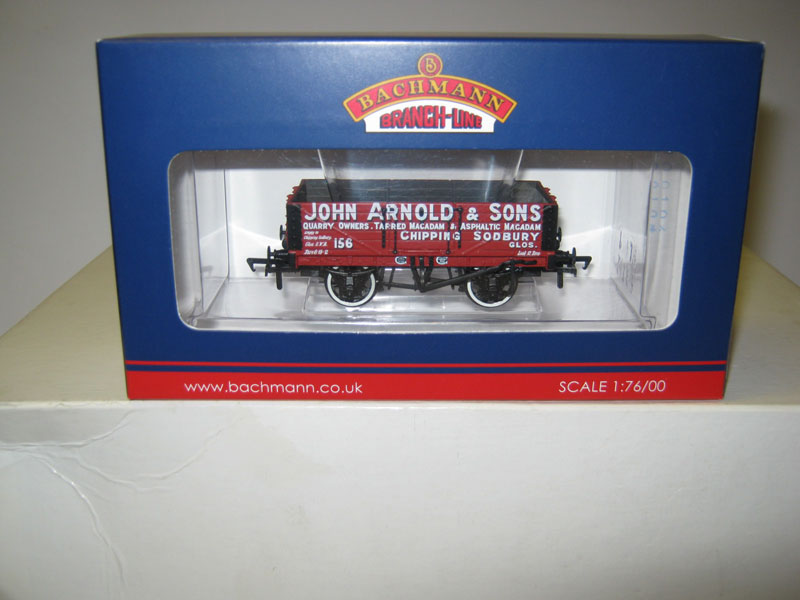 BACHMANN
BRANCH-LINE
JOHN ARNOLD & SONS
QUARRY OWNERS. TARRED MACADAM & ASPHALTIC MACADAM
CHIPPING SODBURY
GLOS.
156
www.bachmann.co.uk
SCALE 1:76/00